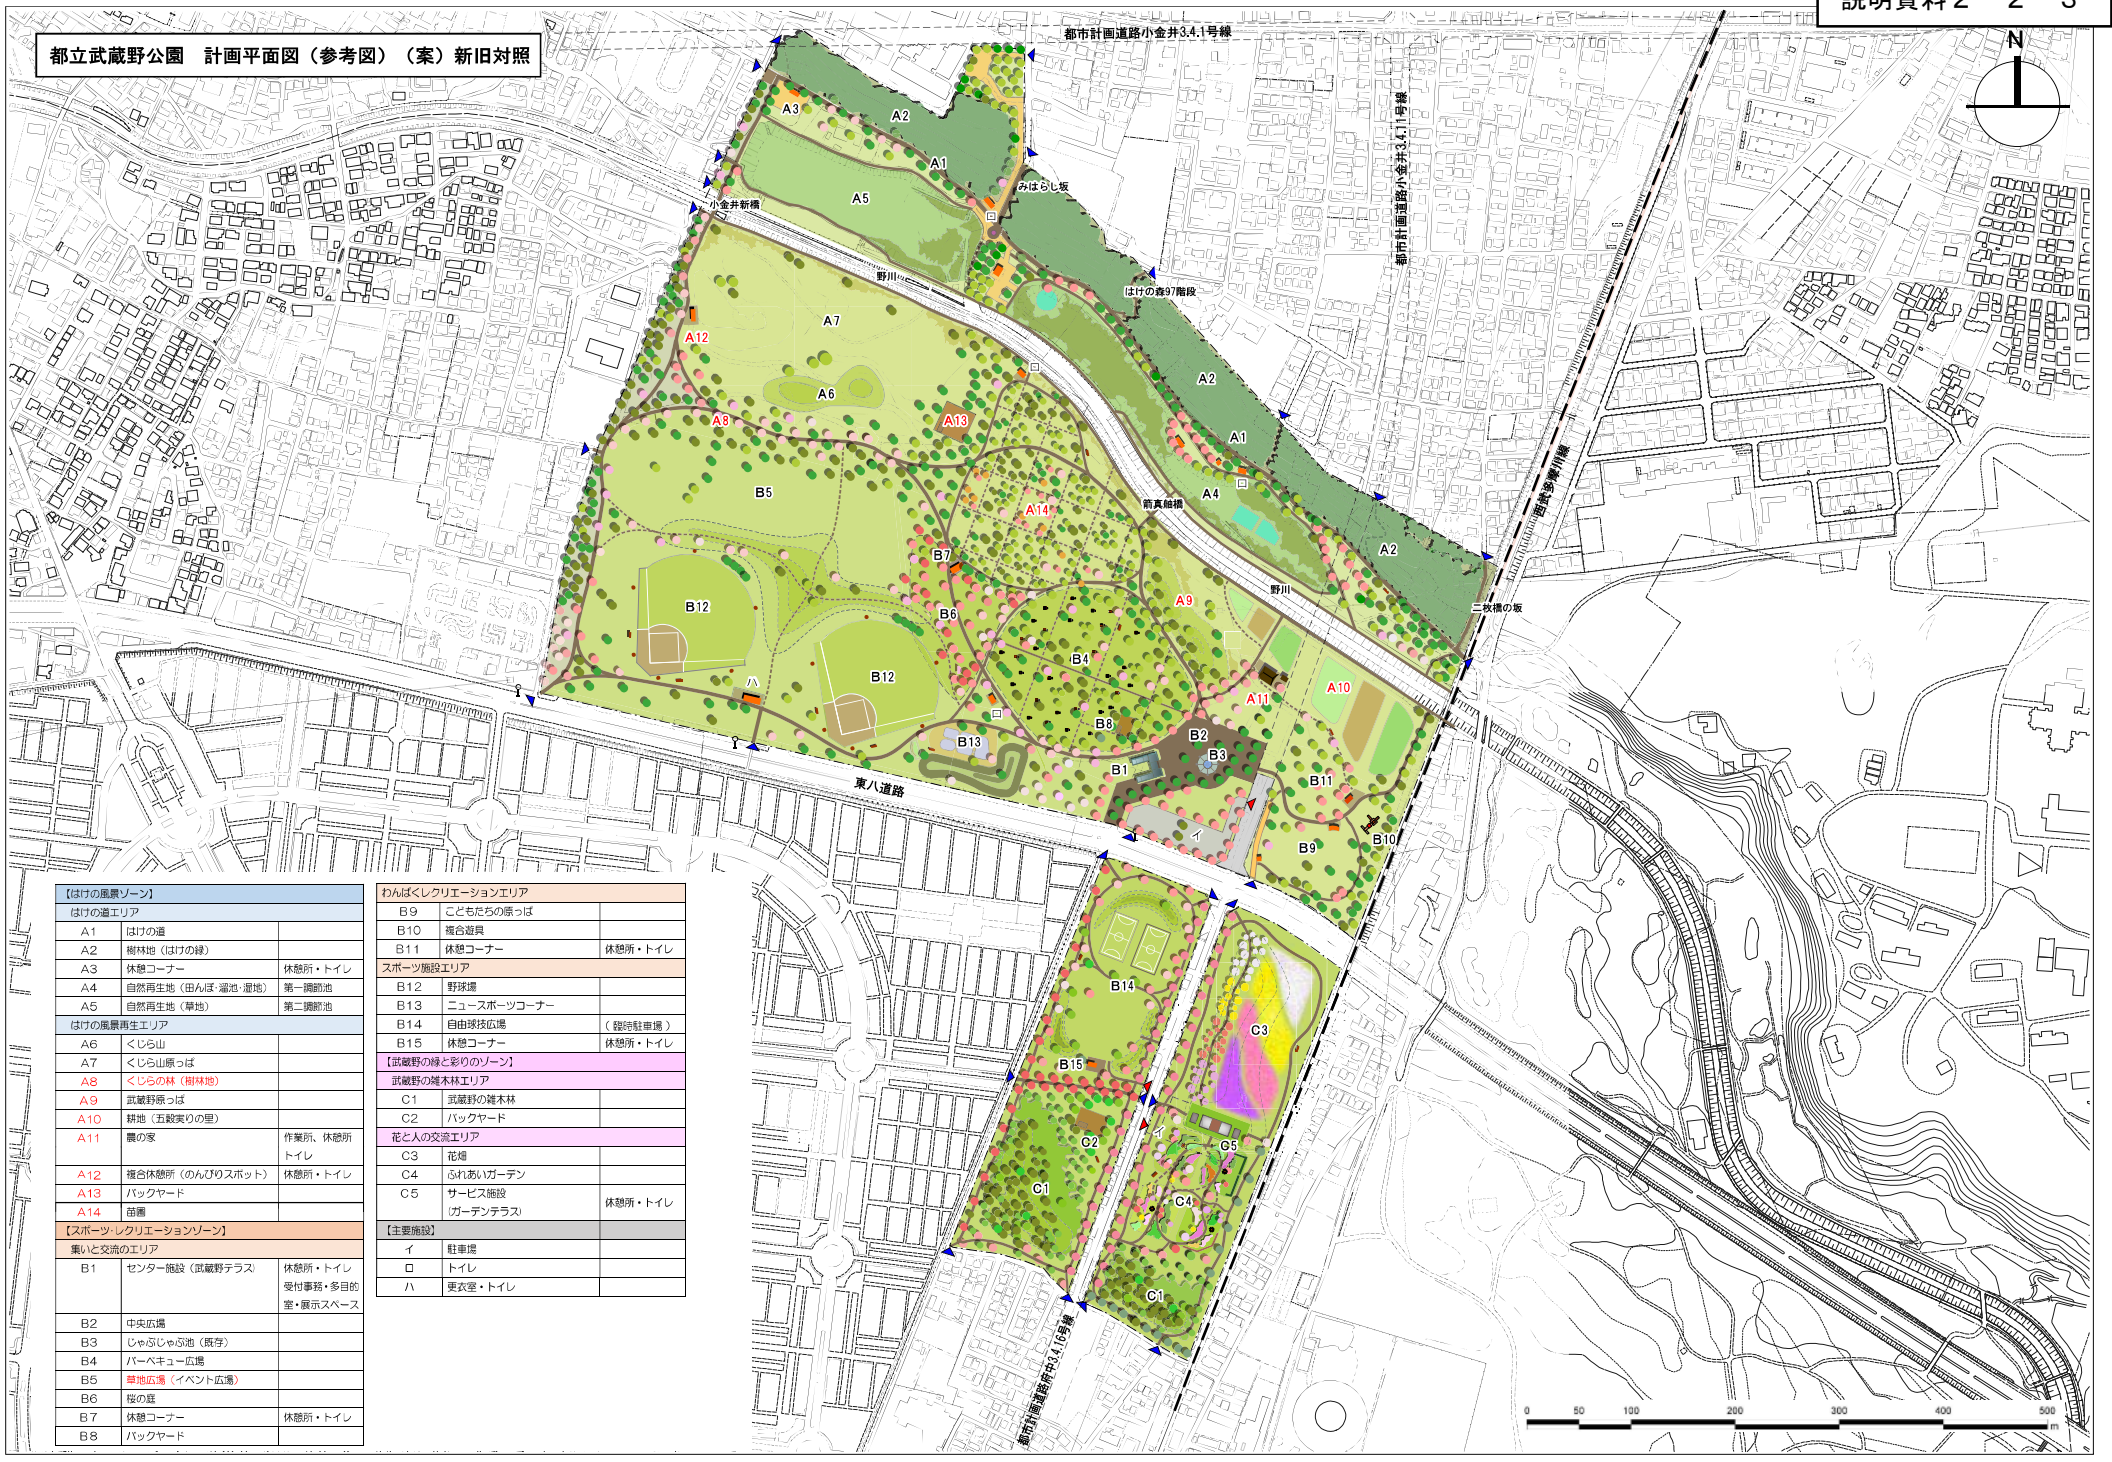 説明資料２－２－３
都立武蔵野公園　計画平面図（参考図）（案）新旧対照
N
都市計画道路小金井3.4.1号線
都市計画道路小金井3.4.11号線
A3
A2
A1
みはらし坂
A5
小金井新橋
ロ
野川
はけの森97階段
A7
A12
ロ
A2
A6
A8
A13
A1
西武多摩川線
B5
A4
ロ
A14
箭真舳橋
B7
A2
野川
B12
B6
A9
二枚橋の坂
B4
B12
ハ
A11
A10
ロ
B8
B2
B13
B1
B3
B11
東八道路
イ
B9
B10
B14
C3
B15
イ
C2
C5
C1
C4
C1
都市計画道路府中3.4.16号線
0 50 100 200 300 400 500
m
【はけの風景ゾーン】
はけの道エリア
A1 はけの道
A2 樹林地（はけの緑）
A3 休憩コーナー 休憩所・トイレ
A4 自然再生地（田んぼ・溜池・湿地） 第一調節池
A5 自然再生地（草地） 第二調節池
はけの風景再生エリア
A6 くじら山
A7 くじら山原っぱ
A8 くじらの林（樹林地）
A9 武蔵野原っぱ
A10 耕地（五穀実りの里）
A11 農の家 作業所、休憩所
トイレ
A12 複合休憩所（のんびりスポット） 休憩所・トイレ
A13 バックヤード
A14 苗圃
【スポーツ・レクリエーションゾーン】
集いと交流のエリア
B1 センター施設（武蔵野テラス） 休憩所・トイレ
受付事務・多目的
室・展示スペース
B2 中央広場
B3 じゃぶじゃぶ池（既存）
B4 バーベキュー広場
B5 草地広場（イベント広場）
B6 桜の庭
B7 休憩コーナー 休憩所・トイレ
B8 バックヤード
わんぱくレクリエーションエリア
B9 こどもたちの原っぱ
B10 複合遊具
B11 休憩コーナー 休憩所・トイレ
スポーツ施設エリア
B12 野球場
B13 ニュースポーツコーナー
B14 自由球技広場 （臨時駐車場）
B15 休憩コーナー 休憩所・トイレ
【武蔵野の緑と彩りのゾーン】
武蔵野の雑木林エリア
C1 武蔵野の雑木林
C2 バックヤード
花と人の交流エリア
C3 花畑
C4 ふれあいガーデン
C5 サービス施設
（ガーデンテラス） 休憩所・トイレ
【主要施設】
イ 駐車場
ロ トイレ
ハ 更衣室・トイレ